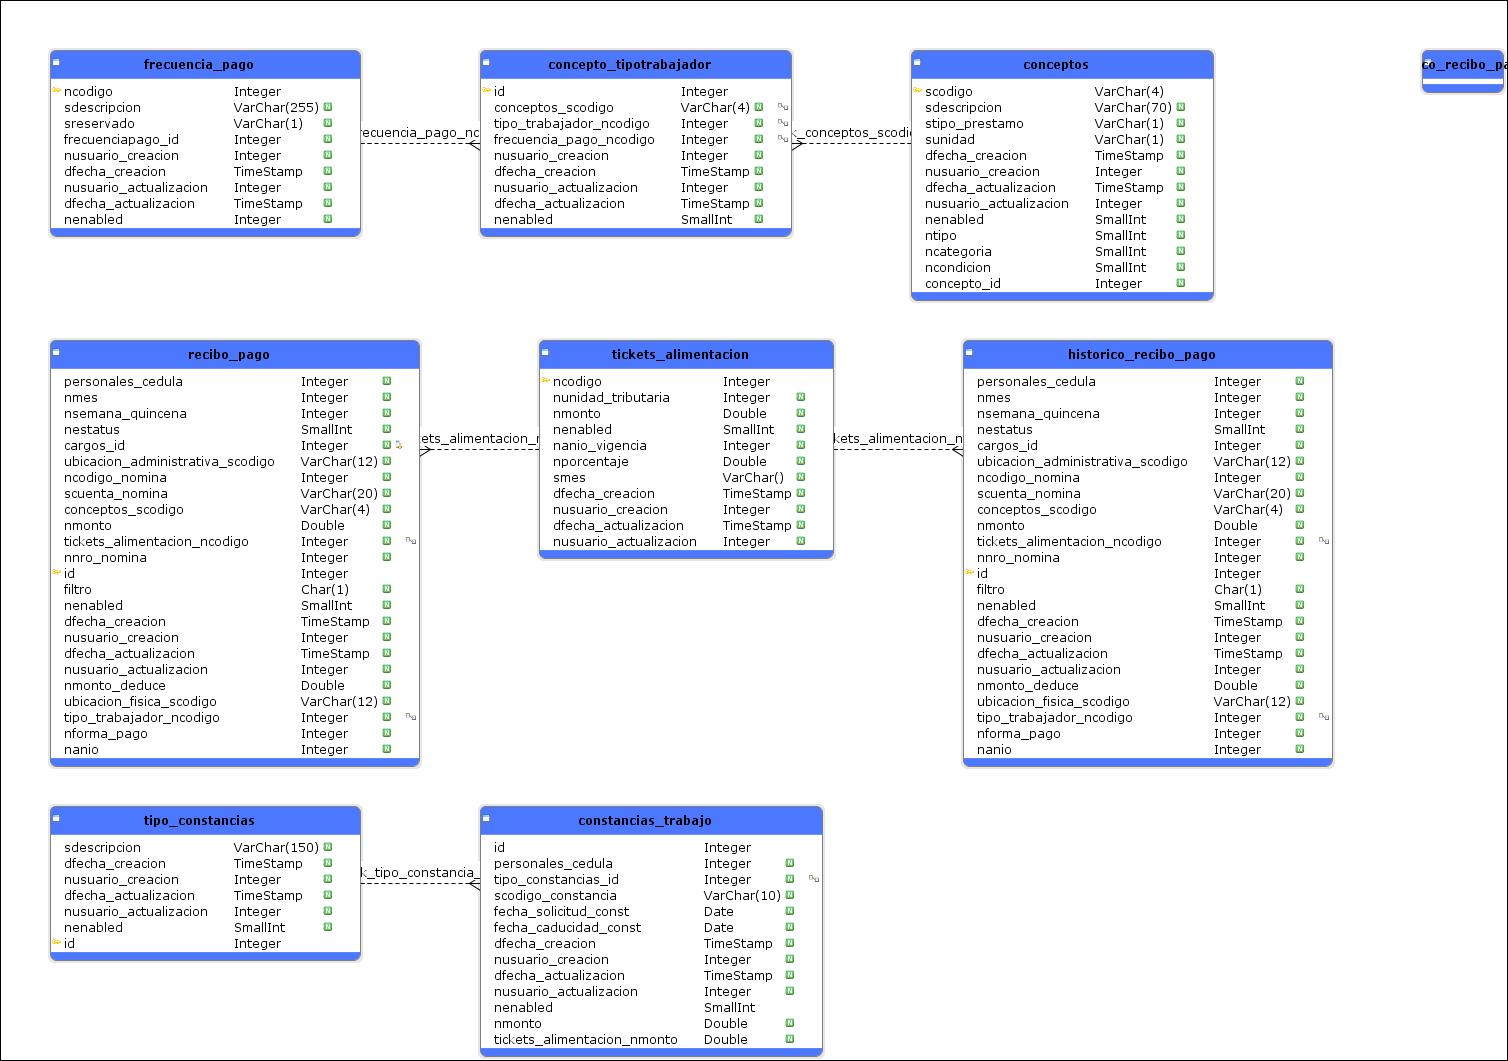 frecuencia_pago
ncodigo Integer
sdescripcion VarChar(255) N
sreservado VarChar(1) N
frecuenciapago_id Integer N
nusuario_creacion Integer N
dfecha_creacion TimeStamp N
nusuario_actualizacion Integer N
dfecha_actualizacion TimeStamp N
nenabled Integer N
recuencia_pago_nc
concepto_tipotrabajador
id Integer
conceptos_scodigo VarChar(4) N
tipo_trabajador_ncodigo Integer N
frecuencia_pago_ncodigo Integer N
nusuario_creacion Integer N
dfecha_creacion TimeStamp N
nusuario_actualizacion Integer N
dfecha_actualizacion TimeStamp N
nenabled SmallInt N
k_conceptos_scodi
conceptos
scodigo VarChar(4)
sdescripcion VarChar(70) N
stipo_prestamo VarChar(1) N
sunidad VarChar(1) N
dfecha_creacion TimeStamp N
nusuario_creacion Integer N
dfecha_actualizacion TimeStamp N
nusuario_actualizacion Integer N
nenabled SmallInt N
ntipo SmallInt N
ncategoria SmallInt N
ncondicion SmallInt N
concepto_id Integer N
co_recibo_pa
recibo_pago
personales_cedula Integer N
nmes Integer N
nsemana_quincena Integer N
nestatus SmallInt N
cargos_id Integer N
ubicacion_administrativa_scodigo VarChar(12) N
ncodigo_nomina Integer N
scuenta_nomina VarChar(20) N
conceptos_scodigo VarChar(4) N
nmonto Double N
tickets_alimentacion_ncodigo Integer N
nnro_nomina Integer N
id Integer
filtro Char(1) N
nenabled SmallInt N
dfecha_creacion TimeStamp N
nusuario_creacion Integer N
dfecha_actualizacion TimeStamp N
nusuario_actualizacion Integer N
nmonto_deduce Double N
ubicacion_fisica_scodigo VarChar(12) N
tipo_trabajador_ncodigo Integer N
nforma_pago Integer N
nanio Integer N
ets_alimentacion_n
tickets_alimentacion
ncodigo Integer
nunidad_tributaria Integer N
nmonto Double N
nenabled SmallInt N
nanio_vigencia Integer N
nporcentaje Double N
smes VarChar() N
dfecha_creacion TimeStamp N
nusuario_creacion Integer N
dfecha_actualizacion TimeStamp N
nusuario_actualizacion Integer N
kets_alimentacion_n
historico_recibo_pago
personales_cedula Integer N
nmes Integer N
nsemana_quincena Integer N
nestatus SmallInt N
cargos_id Integer N
ubicacion_administrativa_scodigo VarChar(12) N
ncodigo_nomina Integer N
scuenta_nomina VarChar(20) N
conceptos_scodigo VarChar(4) N
nmonto Double N
tickets_alimentacion_ncodigo Integer N
nnro_nomina Integer N
id Integer
filtro Char(1) N
nenabled SmallInt N
dfecha_creacion TimeStamp N
nusuario_creacion Integer N
dfecha_actualizacion TimeStamp N
nusuario_actualizacion Integer N
nmonto_deduce Double N
ubicacion_fisica_scodigo VarChar(12) N
tipo_trabajador_ncodigo Integer N
nforma_pago Integer N
nanio Integer N
tipo_constancias
sdescripcion VarChar(150) N
dfecha_creacion TimeStamp N
nusuario_creacion Integer N
dfecha_actualizacion TimeStamp N
nusuario_actualizacion Integer N
nenabled SmallInt N
id Integer
k_tipo_constancia_
constancias_trabajo
id Integer
personales_cedula Integer N
tipo_constancias_id Integer N
scodigo_constancia VarChar(10) N
fecha_solicitud_const Date N
fecha_caducidad_const Date N
dfecha_creacion TimeStamp N
nusuario_creacion Integer N
dfecha_actualizacion TimeStamp N
nusuario_actualizacion Integer N
nenabled SmallInt
nmonto Double N
tickets_alimentacion_nmonto Double N